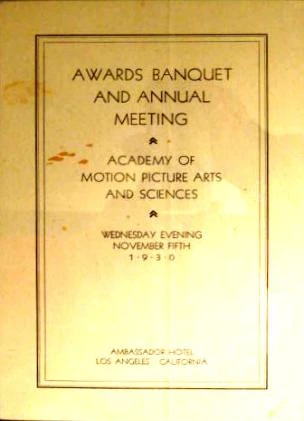 AWARDS BANQUET
AND ANNUAL
MEETING
ACADEMY OF
MOTION PICTURE ARTS
AND SCIENCES
WEDNESDAY EVENING
NOVEMBER FIFTH
1·9·3·0
AMBASSADOR HOTEL
LOS ANGELES CALIFORNIA